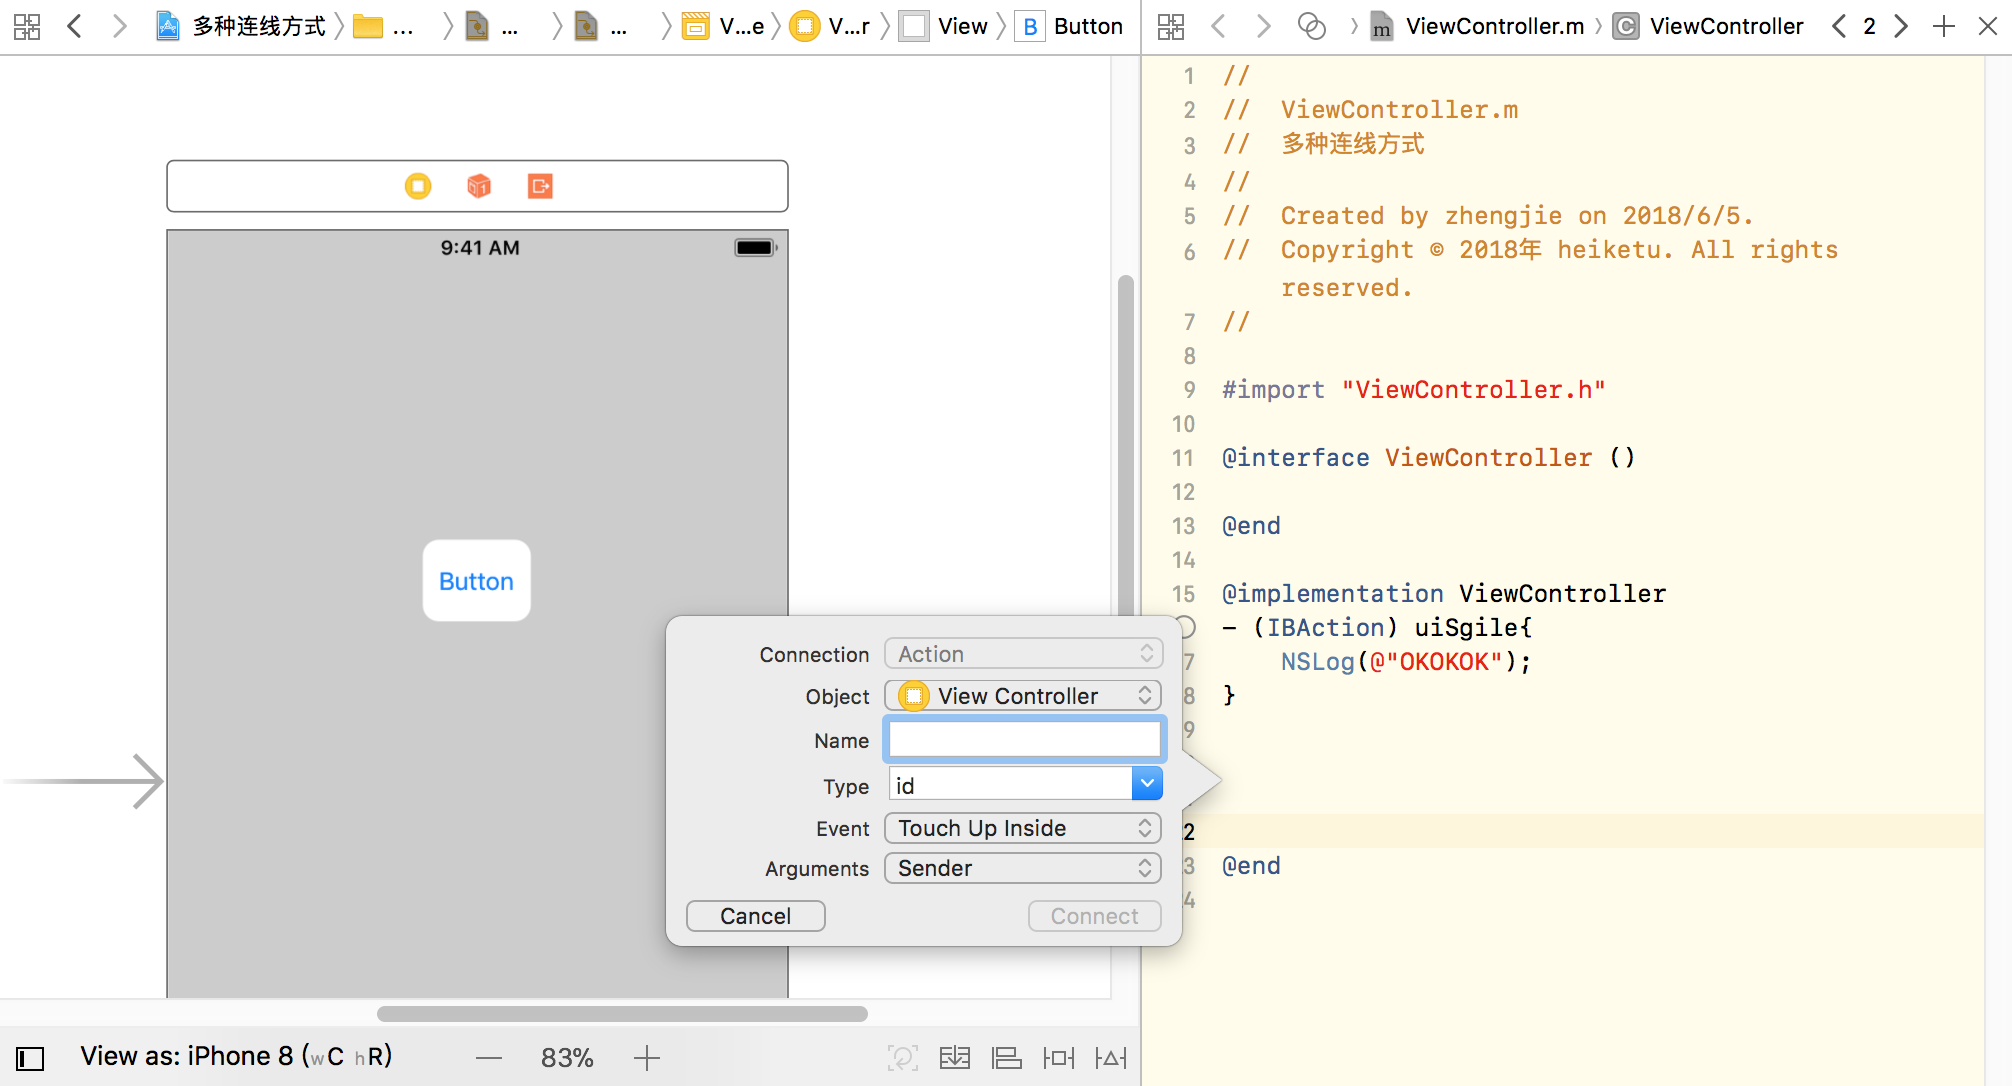 多种连线方式 ... ... ... V...e V...r View B Button
m ViewController.m C ViewController 2
9:41 AM
Button
View as: iPhone 8 (wC hR)
83%
Connection Action
Object View Controller
Name
Type id
Event Touch Up Inside
Arguments Sender
Cancel Connect
1 //
2 //  ViewController.m
3 //  多种连线方式
4 //
5 //  Created by zhengjie on 2018/6/5.
6 //  Copyright © 2018年 heiketu. All rights
reserved.
7 //
8
9 #import "ViewController.h"
10
11 @interface ViewController ()
12
13 @end
14
15 @implementation ViewController
- (IBAction) uiSgile{
7     NSLog(@"OKOKOK");
8 }
9
2
3 @end
4